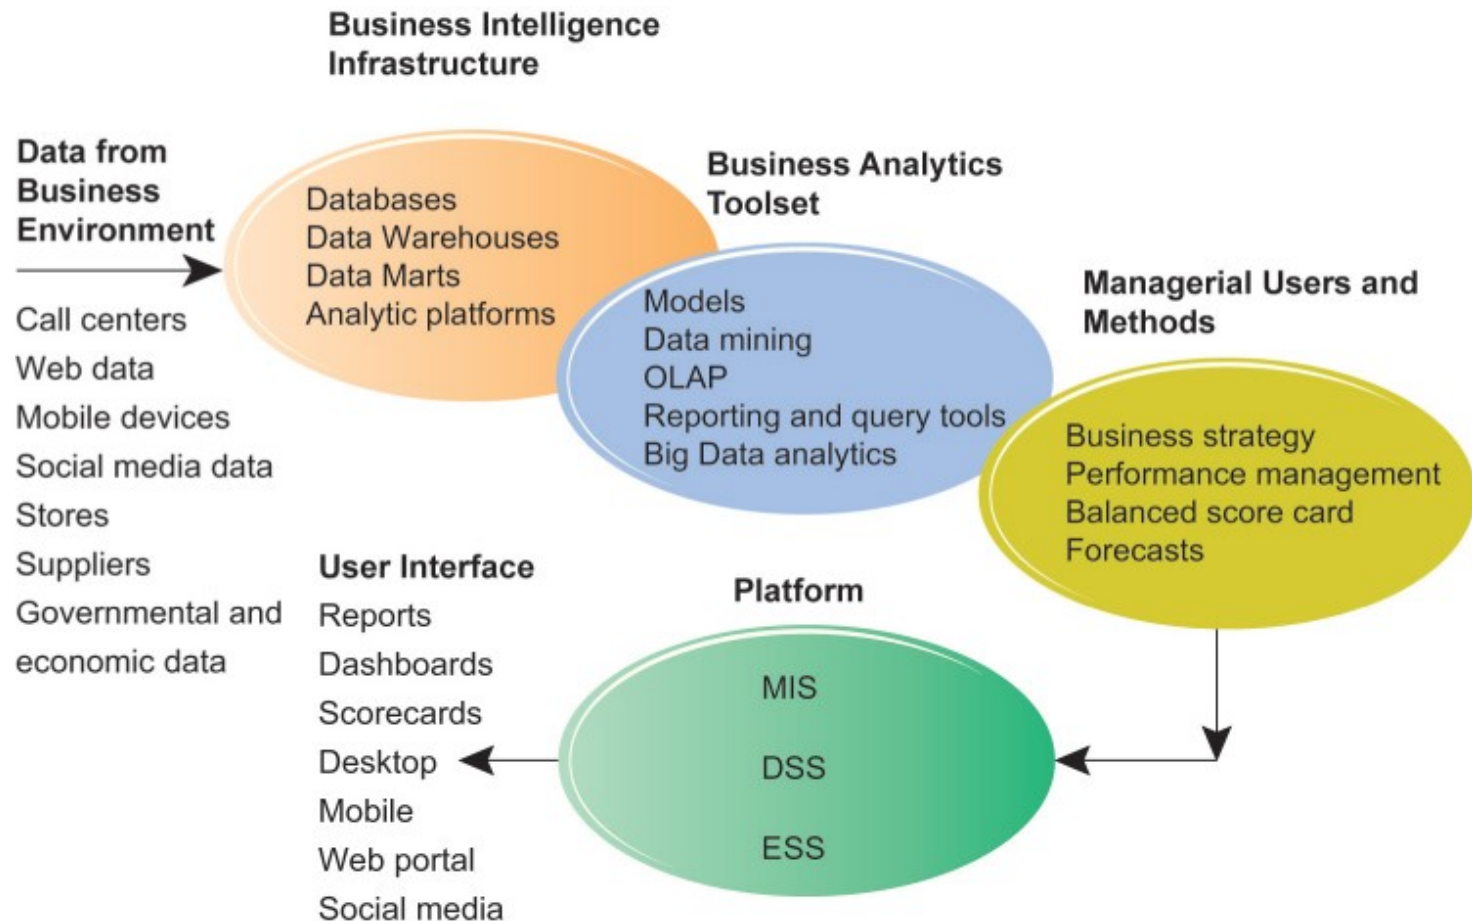 Business Intelligence
Infrastructure
Data from
Business
Environment
Call centers
Web data
Mobile devices
Social media data
Stores
Suppliers
Governmental and
economic data
Databases
Data Warehouses
Data Marts
Analytic platforms
Business Analytics
Toolset
Models
Data mining
OLAP
Reporting and query tools
Big Data analytics
Managerial Users and
Methods
Business strategy
Performance management
Balanced score card
Forecasts
Platform
MIS
DSS
ESS
User Interface
Reports
Dashboards
Scorecards
Desktop
Mobile
Web portal
Social media